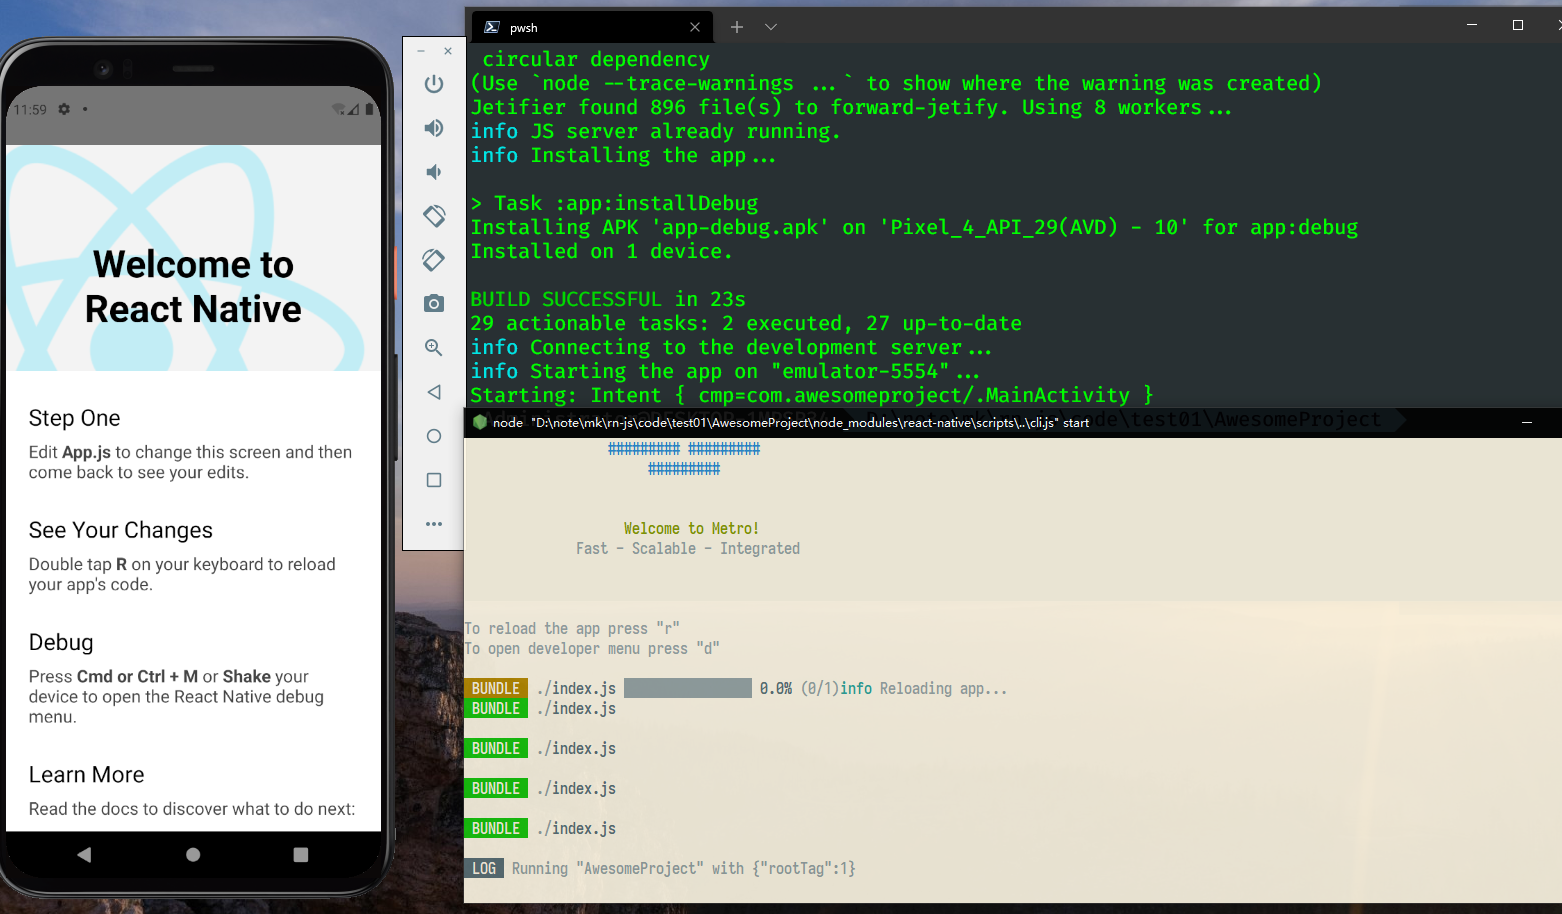 11:59
Welcome to
React Native
Step One
Edit App.js to change this screen and then
come back to see your edits.
See Your Changes
Double tap R on your keyboard to reload
your app's code.
Debug
Press Cmd or Ctrl + M or Shake your
device to open the React Native debug
menu.
Learn More
Read the docs to discover what to do next:
pwsh
circular dependency
(Use `node --trace-warnings ...` to show where the warning was created)
Jetifier found 896 file(s) to forward-jetify. Using 8 workers...
info JS server already running.
info Installing the app...
> Task :app:installDebug
Installing APK 'app-debug.apk' on 'Pixel_4_API_29(AVD) - 10' for app:debug
Installed on 1 device.
BUILD SUCCESSFUL in 23s
29 actionable tasks: 2 executed, 27 up-to-date
info Connecting to the development server...
info Starting the app on "emulator-5554"...
Starting: Intent { cmp=com.awesomeproject/.MainActivity }
code\test01\AwesomeProject
node "D:\note\mk\rn-js\code\test01\AwesomeProject\node_modules\react-native\scripts\..\cli.js" start
######### #########
#########
Welcome to Metro!
Fast - Scalable - Integrated
To reload the app press "r"
To open developer menu press "d"
BUNDLE ./index.js 0.0% (0/1)info Reloading app...
BUNDLE ./index.js
BUNDLE ./index.js
BUNDLE ./index.js
BUNDLE ./index.js
LOG Running "AwesomeProject" with {"rootTag":1}